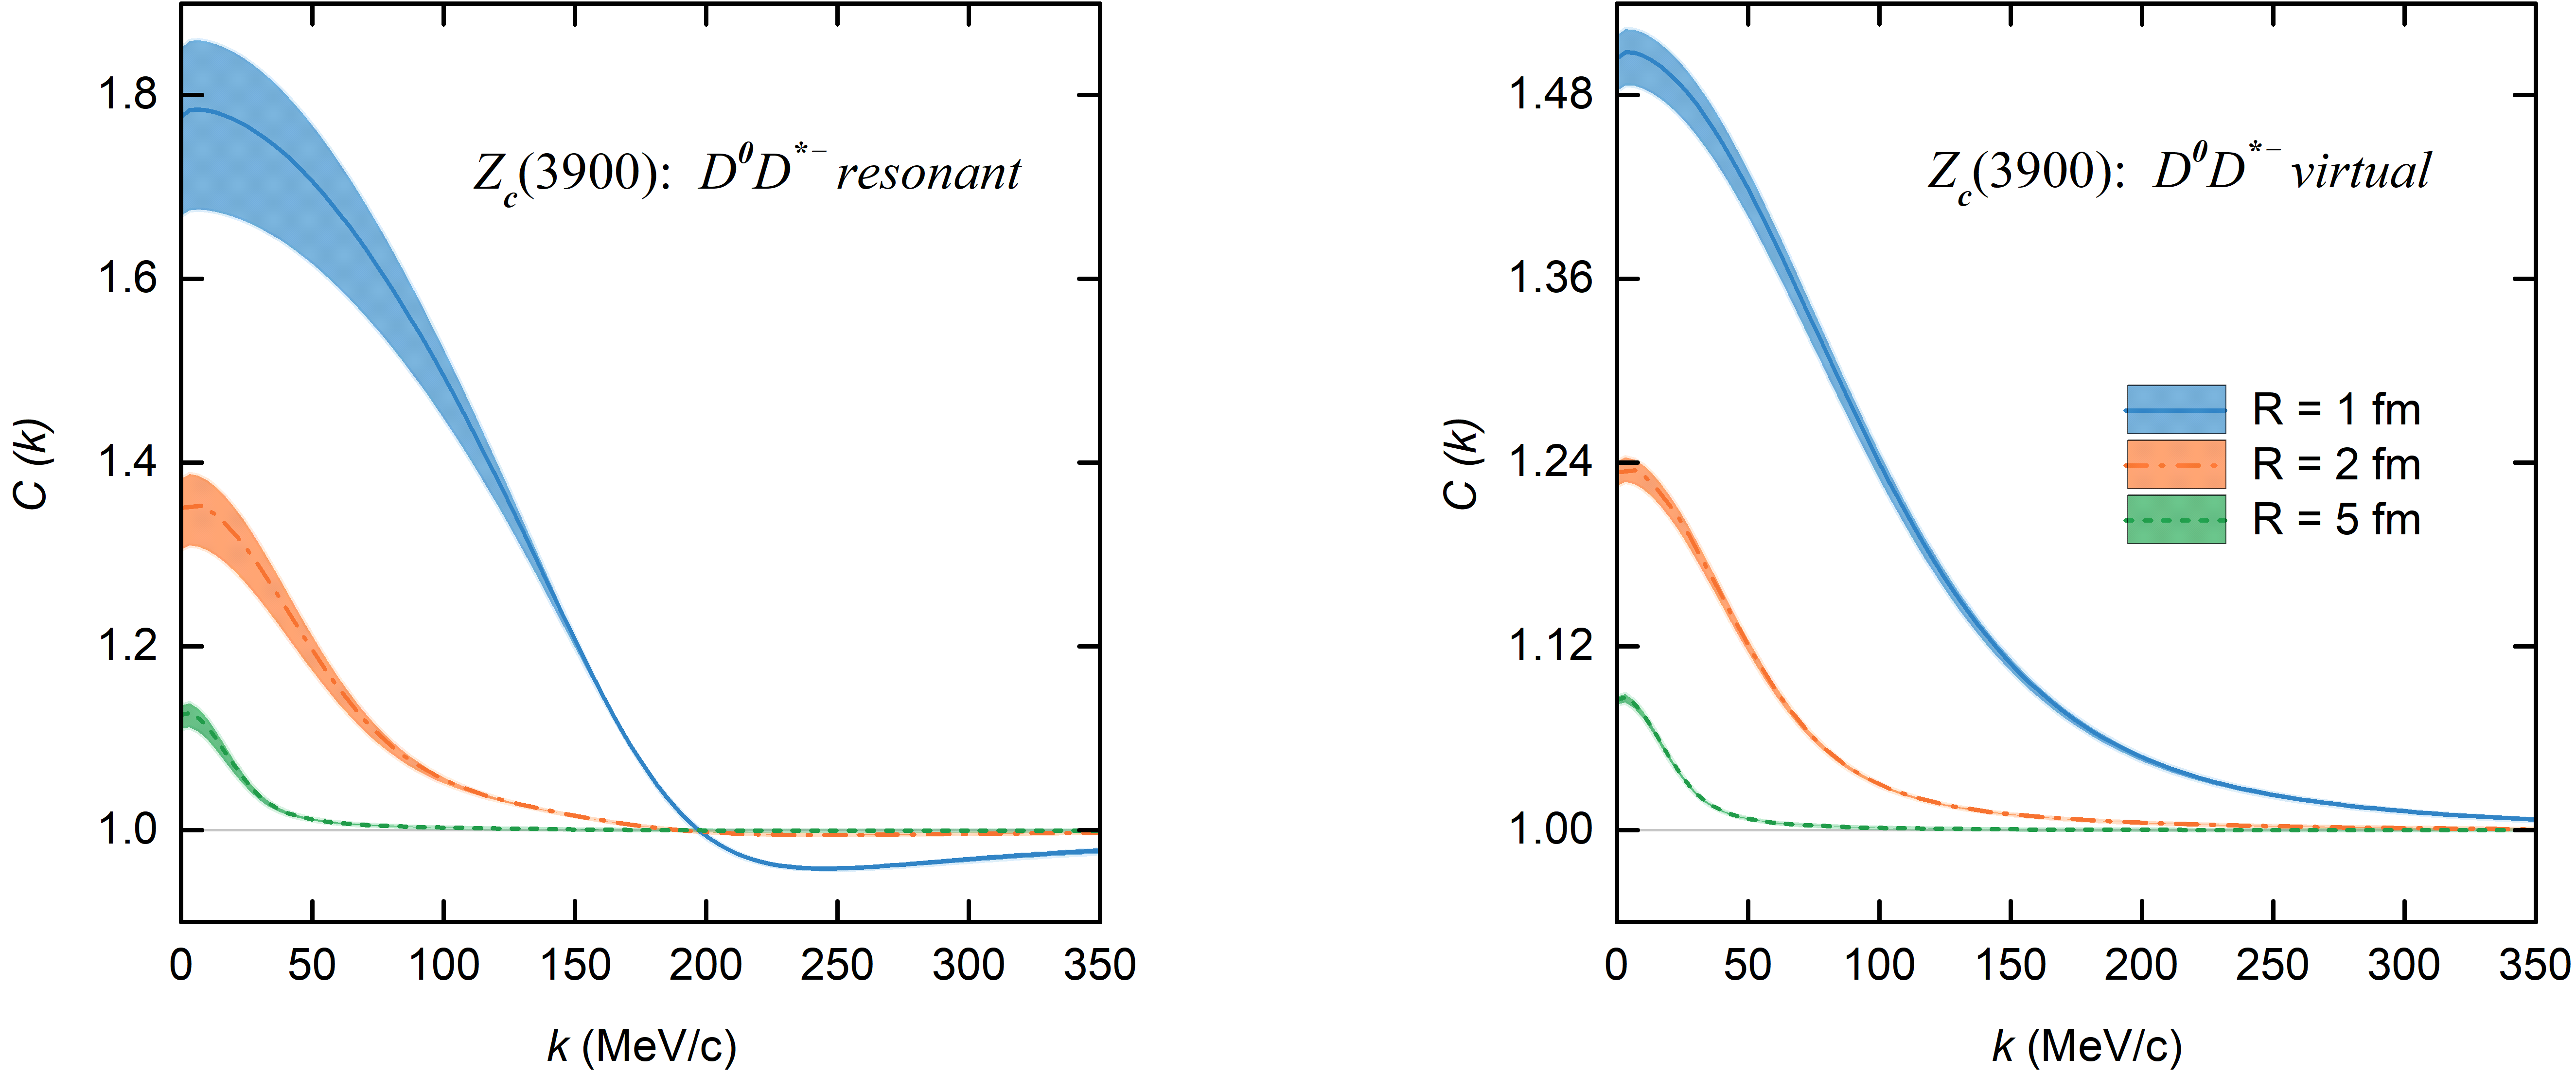 1.8
1.6
1.4
1.2
1.0
C (k)
Z_c(3900): D^0D^{*−} resonant
0 50 100 150 200 250 300 350
k (MeV/c)
1.48
1.36
1.24
1.12
1.00
C (k)
Z_c(3900): D^0D^{*−} virtual
R = 1 fm
R = 2 fm
R = 5 fm
0 50 100 150 200 250 300 350
k (MeV/c)